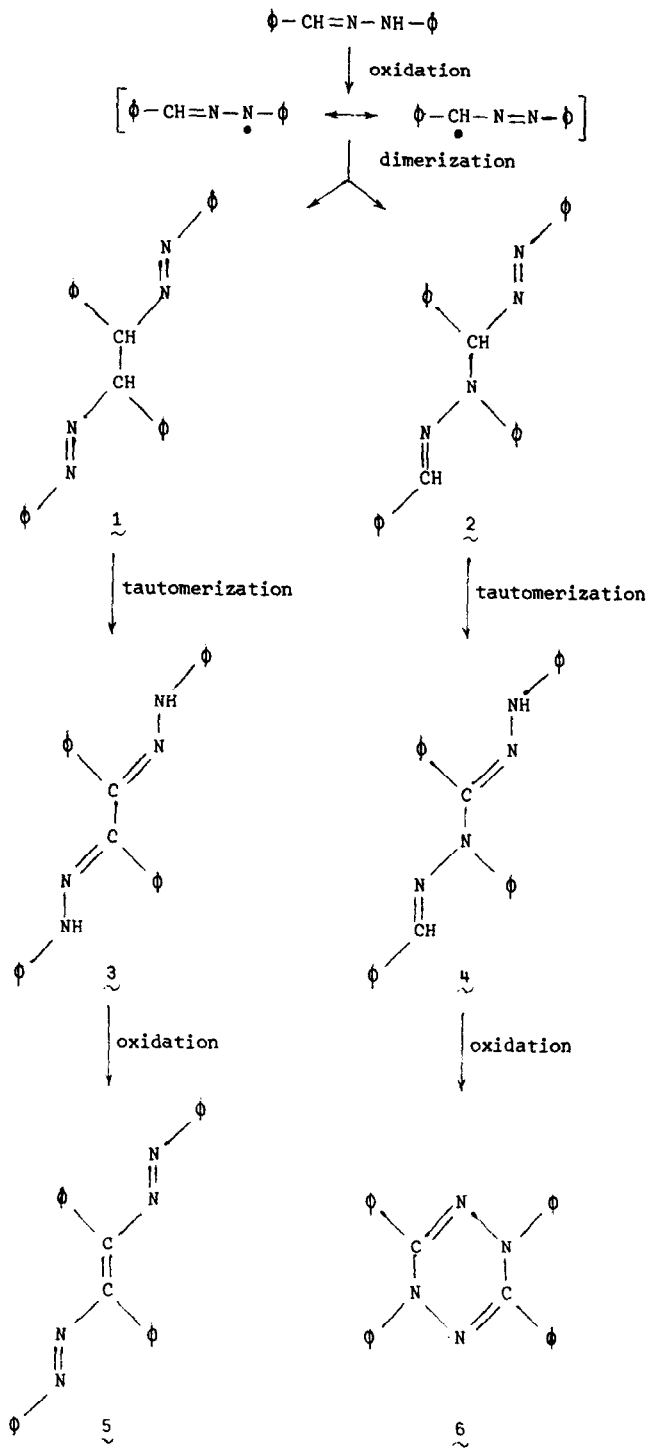 Φ—CH=N—NH—Φ
oxidation
[Φ—CH=N—N—Φ ↔ Φ—CH—N=N—Φ]
• •
dimerization
Φ Φ
N N
Φ N Φ N
CH CH
CH N
N Φ N Φ
N CH
Φ Φ
1 2
tautomerization tautomerization
Φ Φ
NH NH
Φ N Φ N
C C
C N
N Φ N Φ
NH CH
Φ Φ
3 4
oxidation oxidation
Φ
N
Φ N Φ N Φ
C C N
C N C
N Φ Φ N Φ
N
Φ
5 6